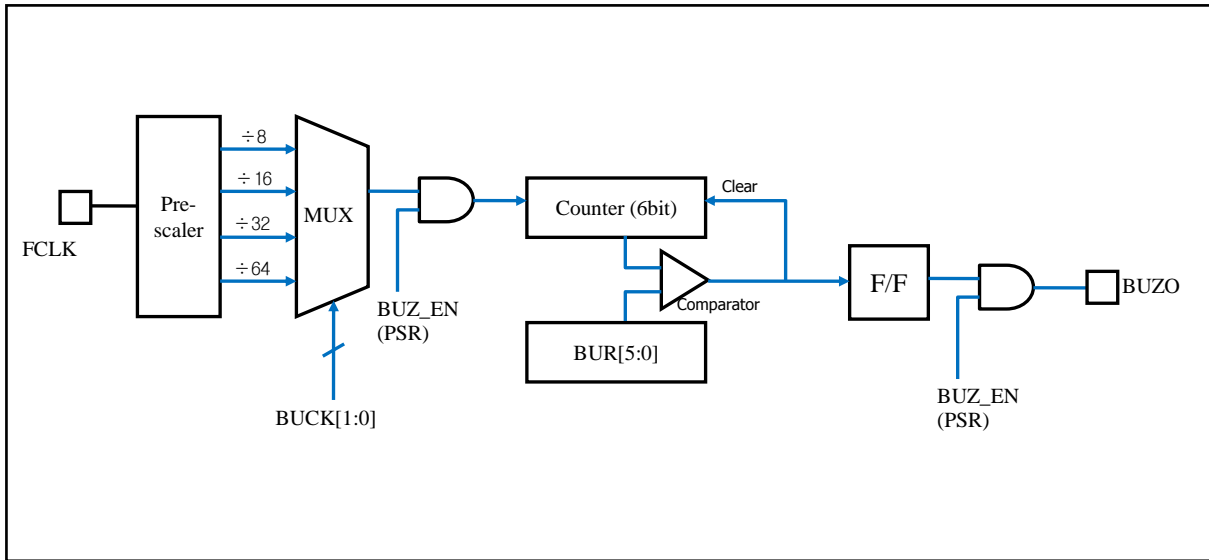 ÷8
÷16
÷32
÷64
FCLK
Pre-
scaler
MUX
BUCK[1:0]
BUZ_EN
(PSR)
Counter (6bit)
Clear
Comparator
BUR[5:0]
F/F
BUZ_EN
(PSR)
BUZO